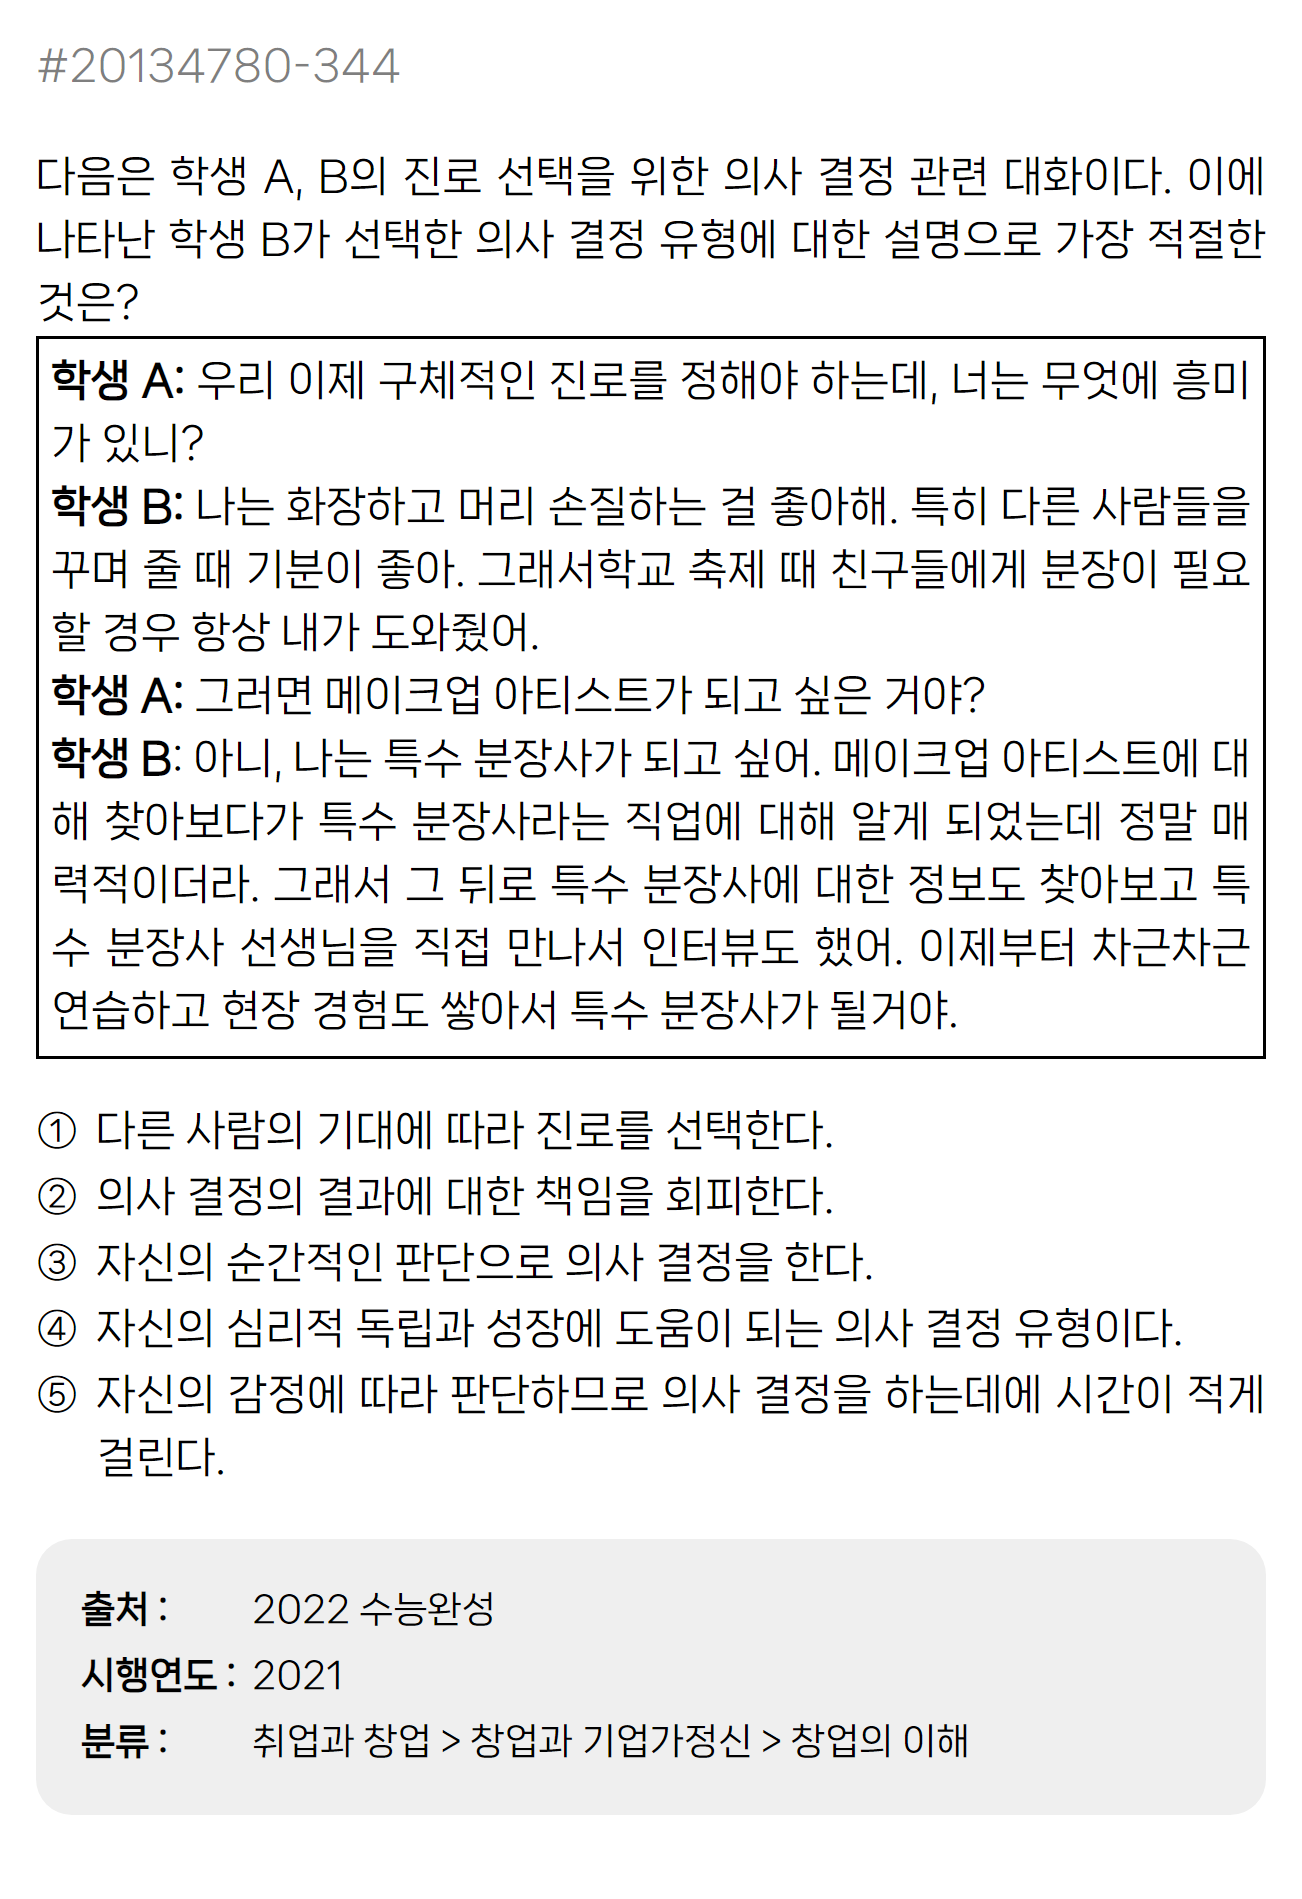 #20134780-344
다음은 학생 A, B의 진로 선택을 위한 의사 결정 관련 대화이다. 이에
나타난 학생 B가 선택한 의사 결정 유형에 대한 설명으로 가장 적절한
것은?
학생 A: 우리 이제 구체적인 진로를 정해야 하는데, 너는 무엇에 흥미
가 있니?
학생 B: 나는 화장하고 머리 손질하는 걸 좋아해. 특히 다른 사람들을
꾸며 줄 때 기분이 좋아. 그래서학교 축제 때 친구들에게 분장이 필요
할 경우 항상 내가 도와줬어.
학생 A: 그러면 메이크업 아티스트가 되고 싶은 거야?
학생 B: 아니, 나는 특수 분장사가 되고 싶어. 메이크업 아티스트에 대
해 찾아보다가 특수 분장사라는 직업에 대해 알게 되었는데 정말 매
력적이더라. 그래서 그 뒤로 특수 분장사에 대한 정보도 찾아보고 특
수 분장사 선생님을 직접 만나서 인터뷰도 했어. 이제부터 차근차근
연습하고 현장 경험도 쌓아서 특수 분장사가 될거야.
① 다른 사람의 기대에 따라 진로를 선택한다.
② 의사 결정의 결과에 대한 책임을 회피한다.
③ 자신의 순간적인 판단으로 의사 결정을 한다.
④ 자신의 심리적 독립과 성장에 도움이 되는 의사 결정 유형이다.
⑤ 자신의 감정에 따라 판단하므로 의사 결정을 하는데에 시간이 적게
걸린다.
출처 : 2022 수능완성
시행연도 : 2021
분류 : 취업과 창업 > 창업과 기업가정신 > 창업의 이해